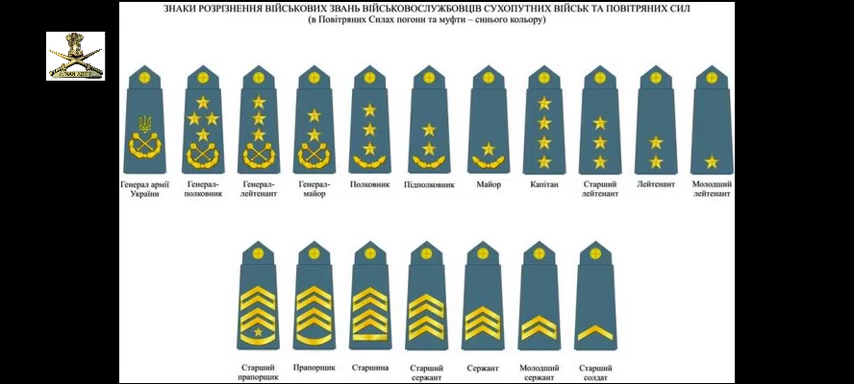 ЗНАКИ РОЗРІЗНЕННЯ ВІЙСЬКОВИХ ЗВАНЬ ВІЙСЬКОВОСЛУЖБОВЦІВ СУХОПУТНИХ ВІЙСЬК ТА ПОВІТРЯНИХ СИЛ
(в Повітряних Силах погони та муфти – синього кольору)
Генерал армії
України
Генерал-
полковник
Генерал-
лейтенант
Генерал-
майор
Полковник
Підполковник
Майор
Капітан
Старший
лейтенант
Лейтенант
Молодший
лейтенант
Старший
прапорщик
Прапорщик
Старшина
Старший
сержант
Сержант
Молодший
сержант
Старший
солдат